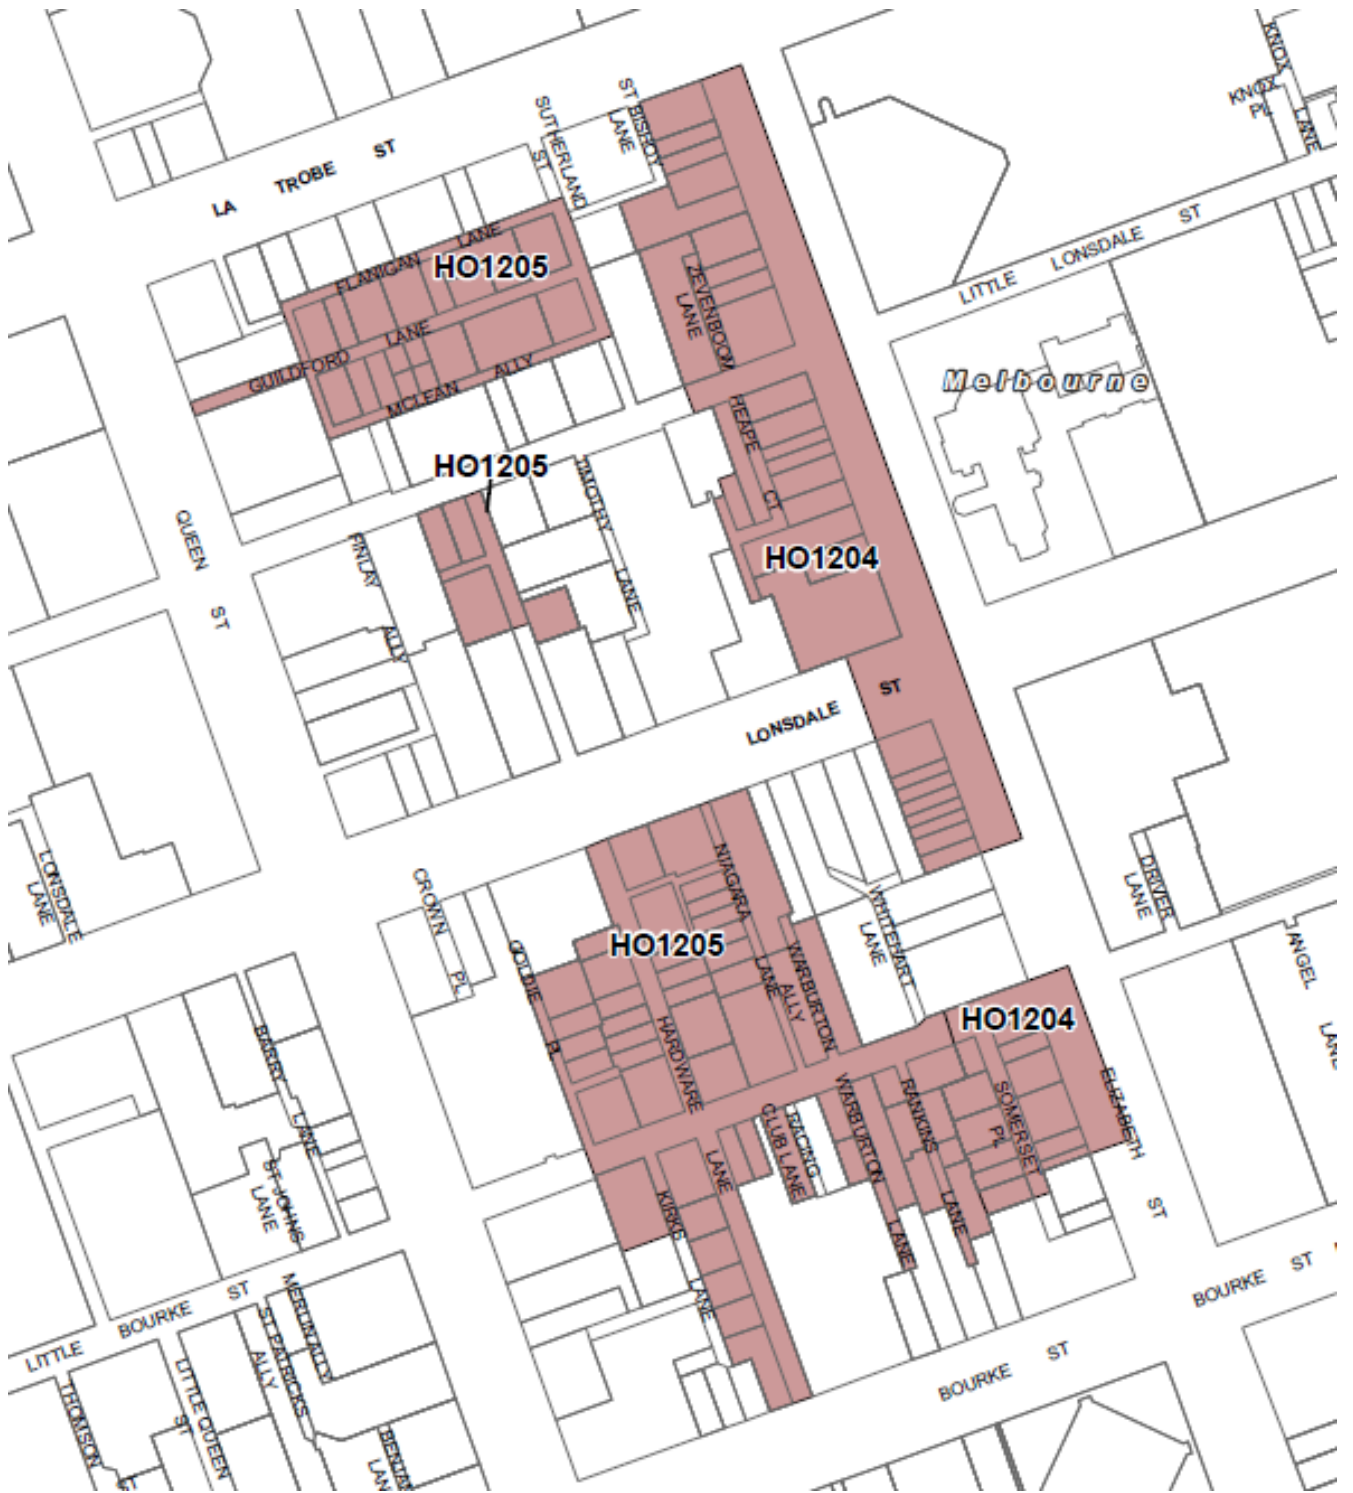 KNOX
LANE
KNOX
PL
ST BISHOY
LANE
SUTHERLAND
ST
LA TROBE ST
LITTLE LONSDALE ST
FLANIGAN LANE
HO1205
ZEVENBOOM
LANE
GUILDFORD LANE
MCLEAN ALLY
Melbourne
HEAPE
CT
HO1205
TIMOTHY
LANE
QUEEN
ST
FINLAY
ALLY
HO1204
LONSDALE ST
LONSDALE
LANE
CROWN
PL
GOLDIE
PL
NIAGARA
LANE
HO1205
WARBURTON
ALLY
WHITEHART
LANE
DRIVER
LANE
ANGEL
LANE
HO1204
HARDWARE
LANE
BARRY
LANE
ST JOHNS
LANE
KIRKS
LANE
RACING
CLUB LANE
WARBURTON
LANE
RANKINS
LANE
SOMERSET
PL
ELIZABETH
ST
LITTLE BOURKE ST
MERLIN ALLY
ST PATRICKS
ALLY
LITTLE QUEEN
ST
THOMSON
BENJAM
LAN
BOURKE ST
BOURKE ST